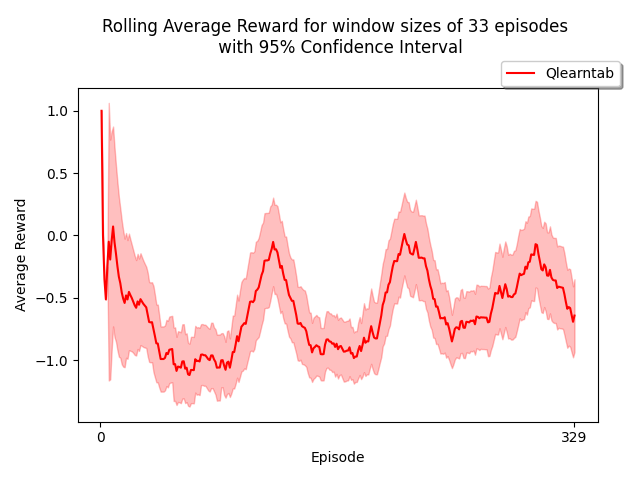 Rolling Average Reward for window sizes of 33 episodes
with 95% Confidence Interval
Qlearntab
1.0
0.5
0.0
−0.5
−1.0
Average Reward
0
329
Episode